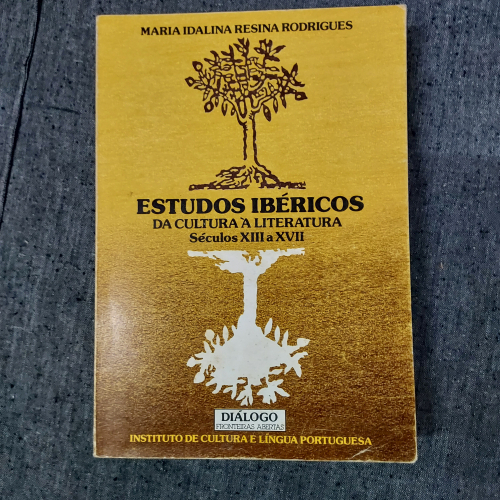 MARIA IDALINA RESINA RODRIGUES
ESTUDOS IBÉRICOS
DA CULTURA À LITERATURA
Séculos XIII a XVII
DIÁLOGO
FRONTEIRAS ABERTAS
INSTITUTO DE CULTURA E LÍNGUA PORTUGUESA